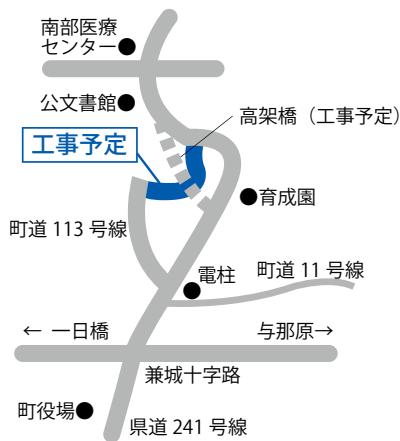 南部医療
センター
公文書館
高架橋（工事予定）
工事予定
育成園
町道 113 号線
電柱
町道 11 号線
← 一日橋
与那原→
兼城十字路
町役場
県道 241 号線